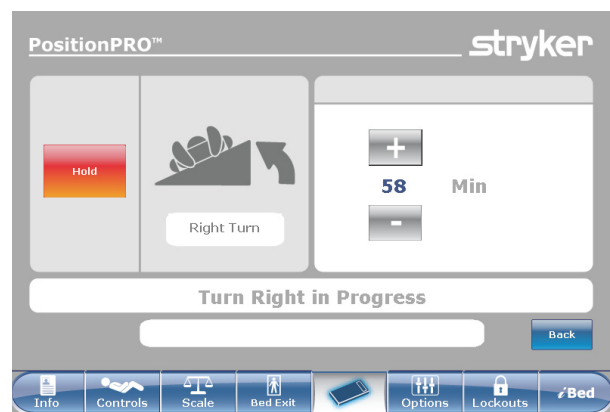 PositionPRO™
stryker
Hold
Right Turn
+
58 Min
-
Turn Right in Progress
Back
Info
Controls
Scale
Bed Exit
Options
Lockouts
iBed